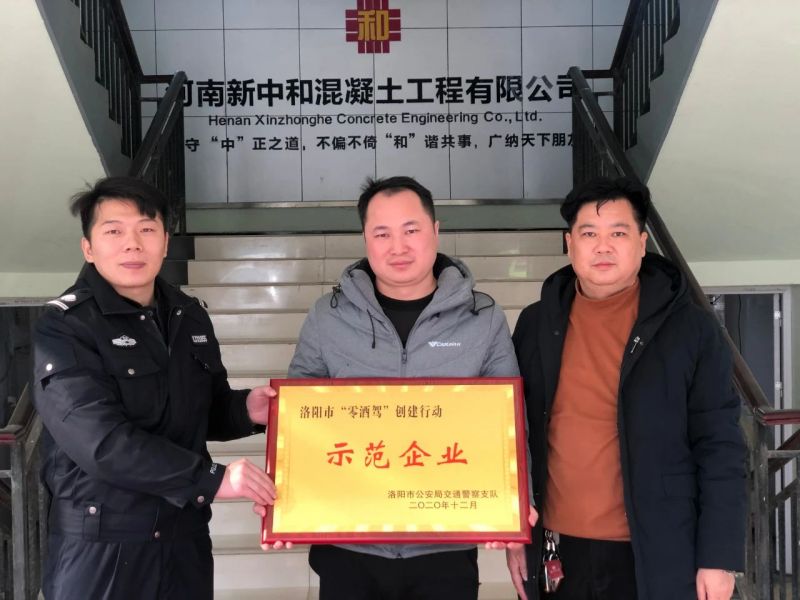 和
河南新中和混凝土工程有限公司
Henan Xinzhonghe Concrete Engineering Co.,Ltd.
守“中”正之道，不偏不倚“和”谐共事，广纳天下朋
洛阳市“零酒驾”创建行动
示范企业
洛阳市公安局交通警察支队
二〇二〇年十二月